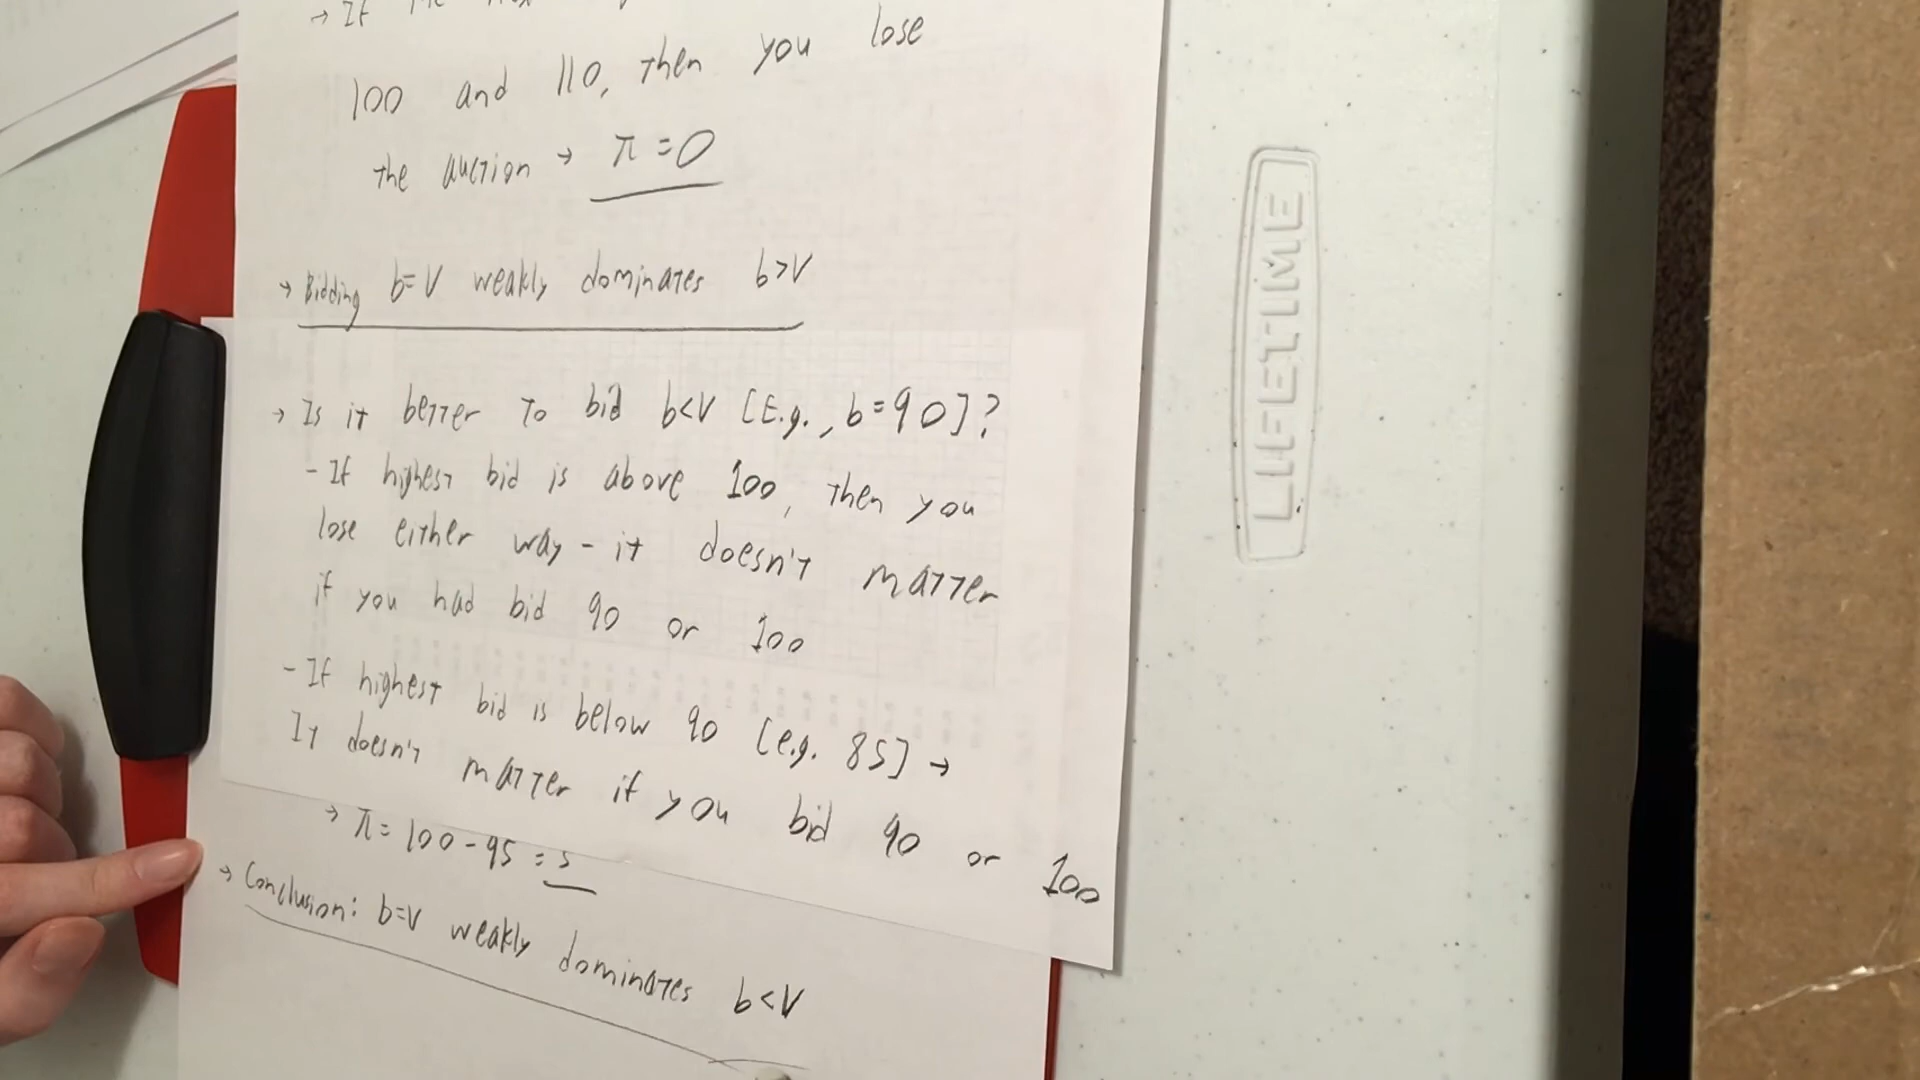 → If the
100 and 110, then you lose
the auction → π = 0
→ Bidding b=V weakly dominates b>V
→ Is it better to bid b<V [E.g., b=90]?
- If highest bid is above 100, then you
lose either way - it doesn't matter
if you had bid 90 or 100
- If highest bid is below 90 [e.g. 85] →
It doesn't matter if you bid 90 or 100
→ π = 100 - 95 = 5
→ Conclusion: b=V weakly dominates b<V
LIFETIME